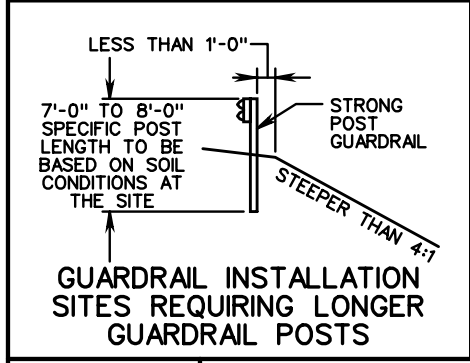 LESS THAN 1'-0"
7'-0" TO 8'-0"
SPECIFIC POST
LENGTH TO BE
BASED ON SOIL
CONDITIONS AT
THE SITE
STRONG
POST
GUARDRAIL
STEEPER THAN 4:1
GUARDRAIL INSTALLATION
SITES REQUIRING LONGER
GUARDRAIL POSTS